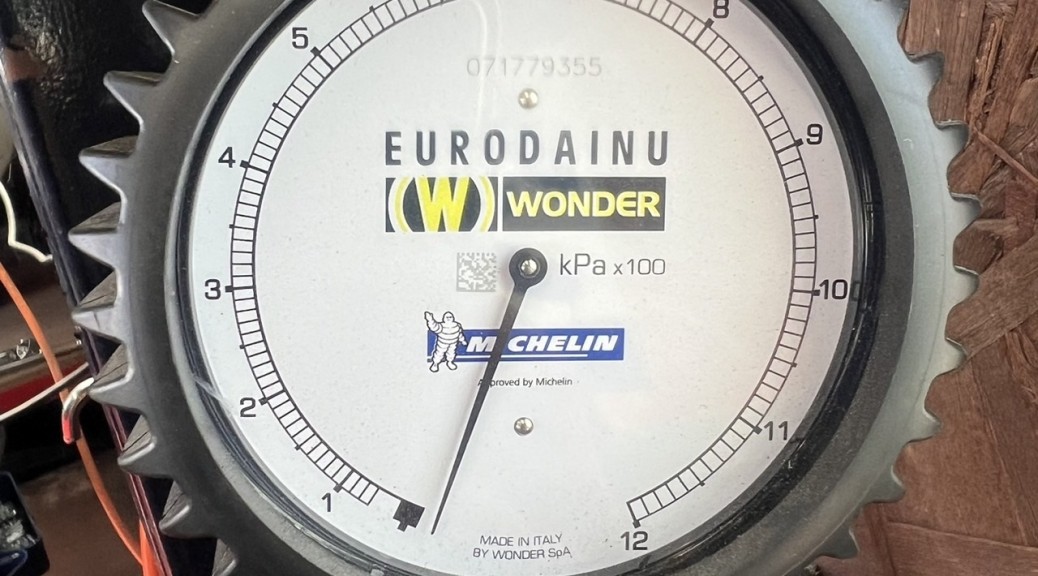 5
8
071779355
4
9
EURODAINU
(W) WONDER
3
kPa x100
10
MICHELIN
Approved by Michelin
2
11
1
12
MADE IN ITALY
BY WONDER SpA